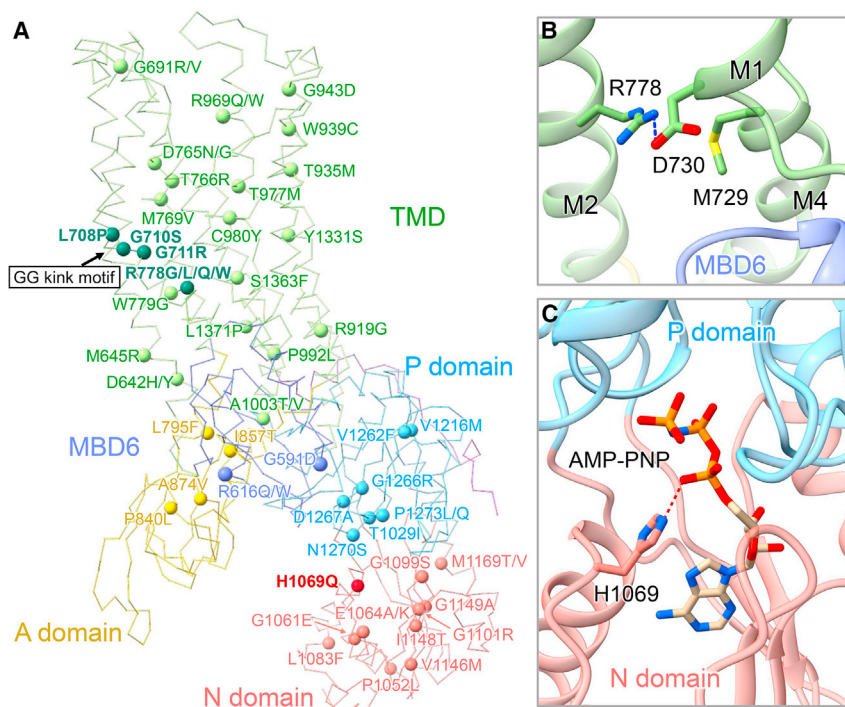 A
G691R/V
G943D
R969Q/W
W939C
D765N/G
T935M
T766R
T977M
M769V
TMD
L708P
G710S
C980Y
Y1331S
G711R
GG kink motif
R778G/L/Q/W
S1363F
W779G
L1371P
R919G
M645R
P992L
P domain
D642H/Y
A1003T/V
L795F
I857T
V1262F
V1216M
MBD6
G591D
A874V
R616Q/W
G1266R
P840L
D1267A
P1273L/Q
T1029I
N1270S
G1099S
M1169T/V
H1069Q
A domain
G1061E
E1064A/K
G1149A
I1148T
G1101R
L1083F
V1146M
P1052L
N domain
B
M1
R778
D730
M729
M2
M4
MBD6
C
P domain
AMP-PNP
H1069
N domain